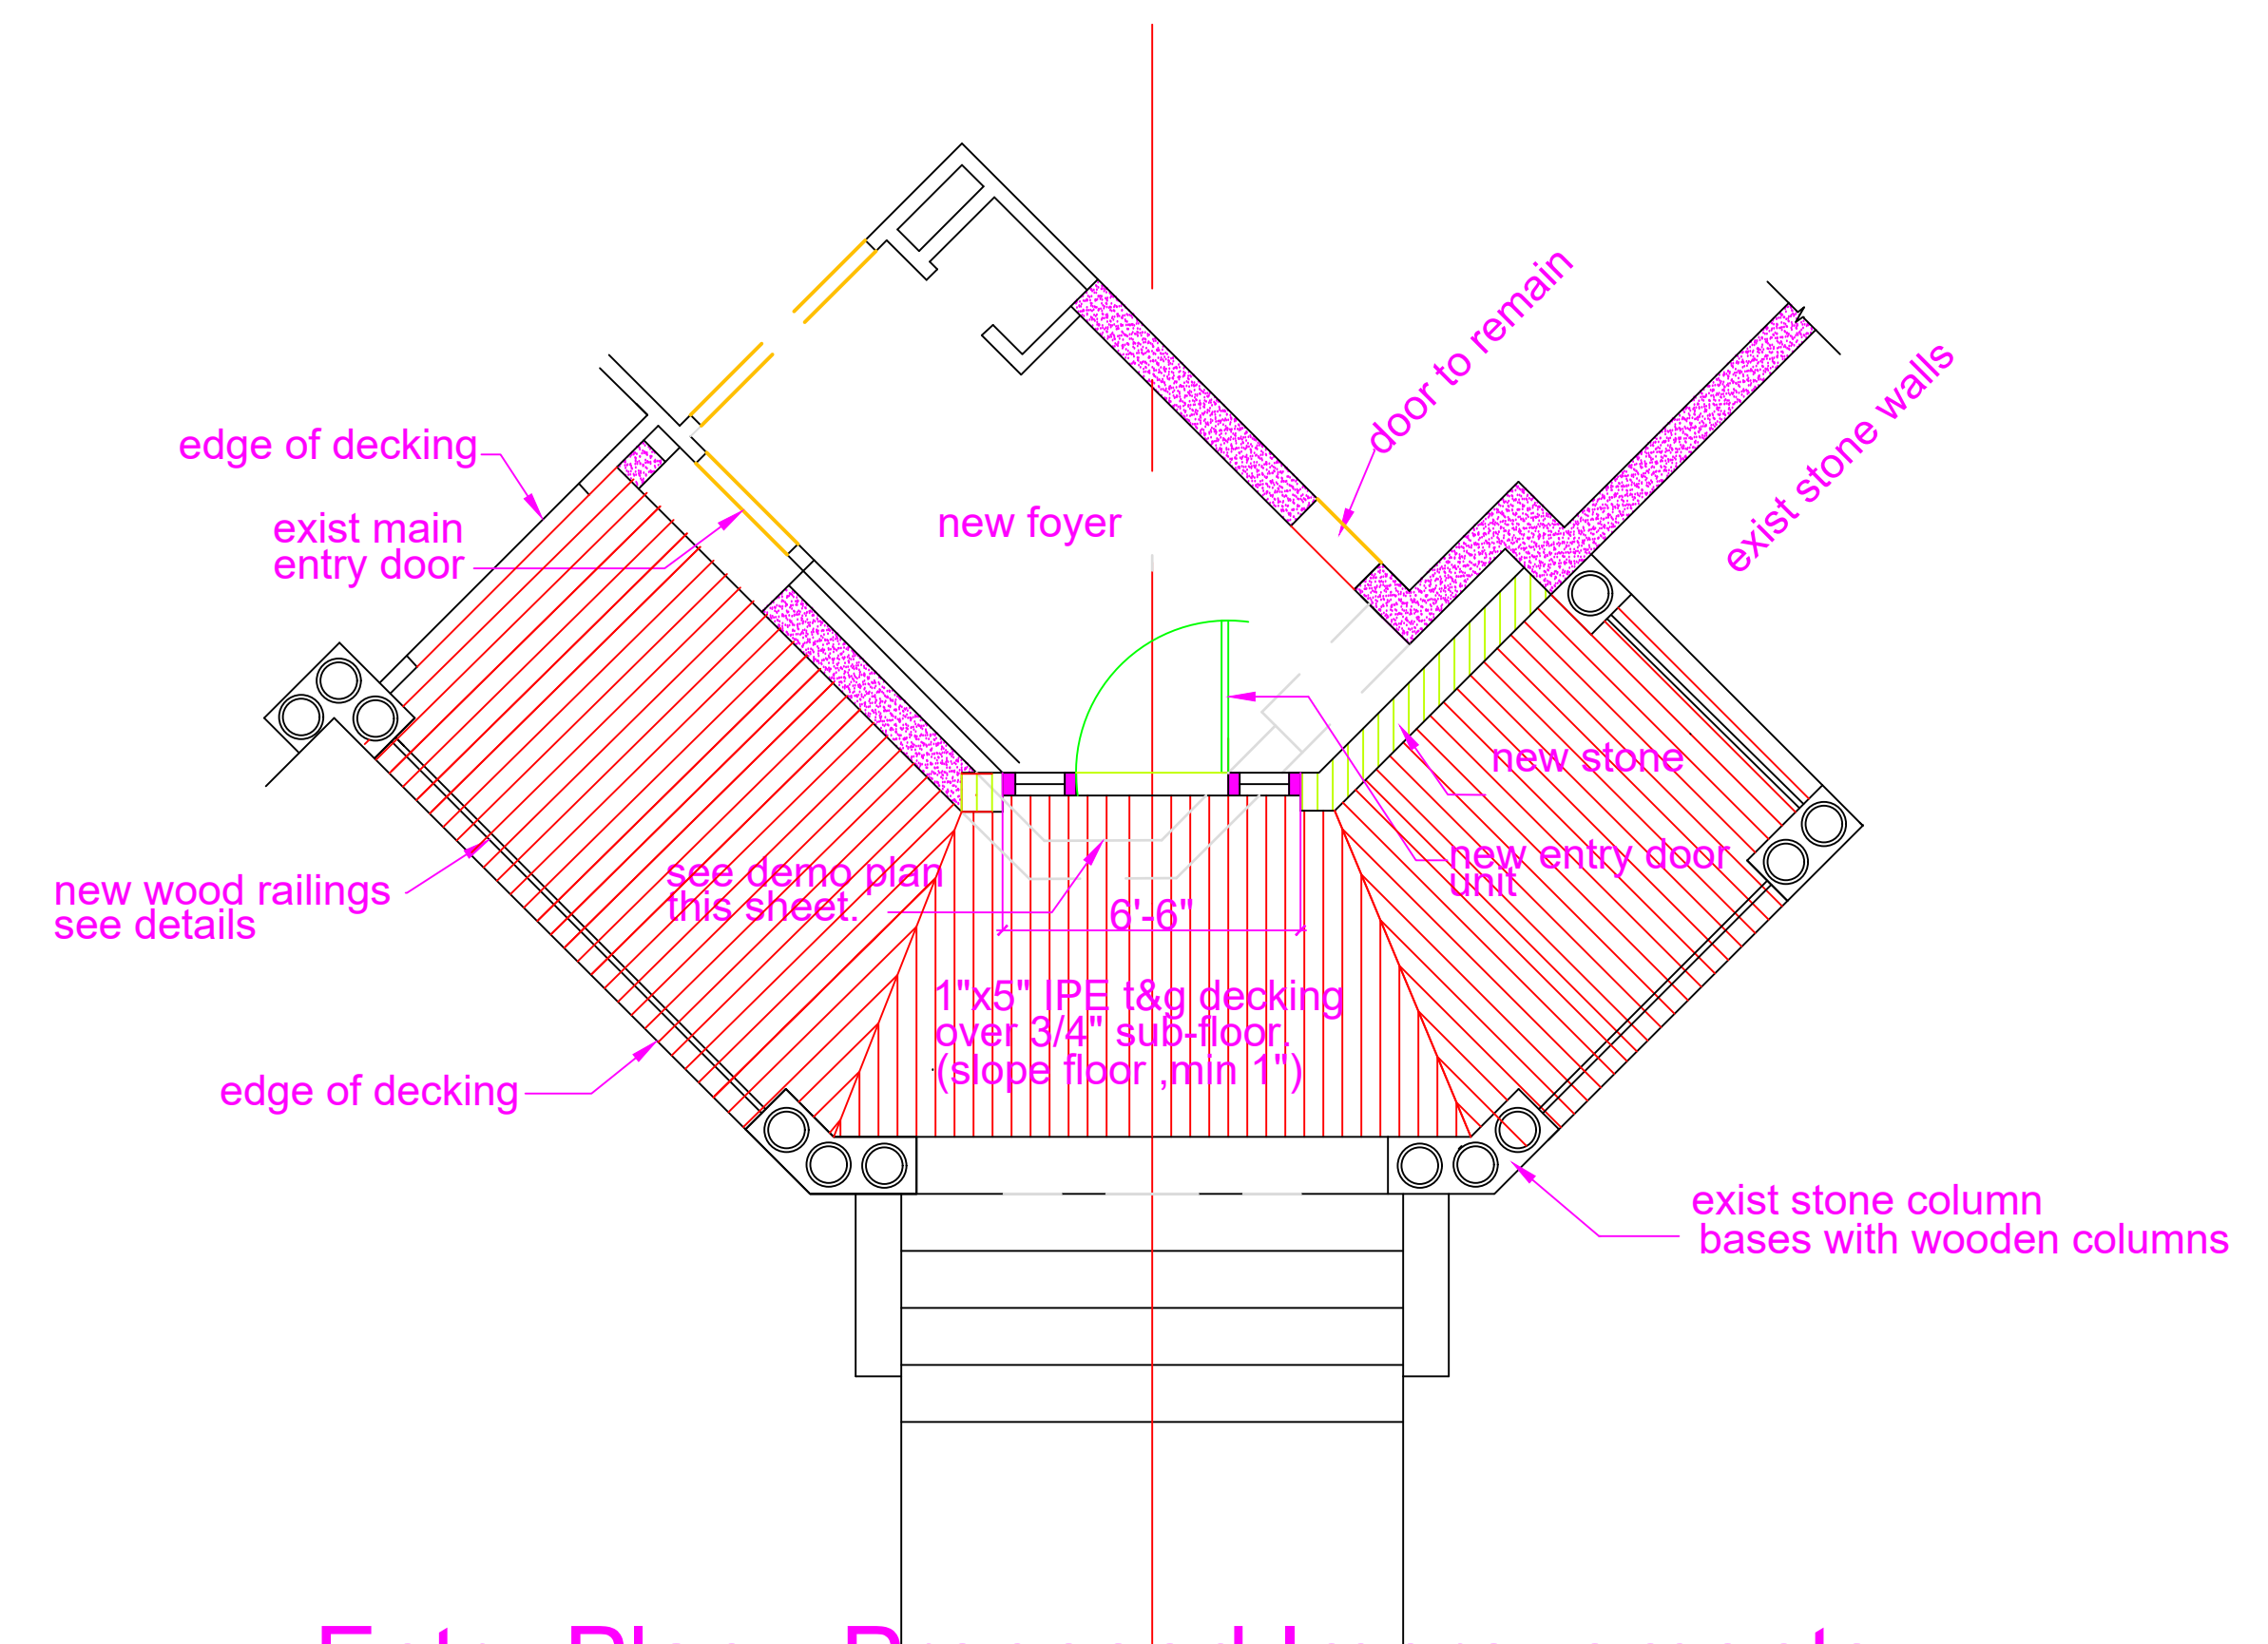 door to remain
exist stone walls
edge of decking
exist main
entry door
new foyer
new stone
new entry door
unit
see demo plan
this sheet.
new wood railings
see details
6'-6"
1"x5" IPE t&g decking
over 3/4" sub-floor.
(slope floor ,min 1")
edge of decking
exist stone column
bases with wooden columns